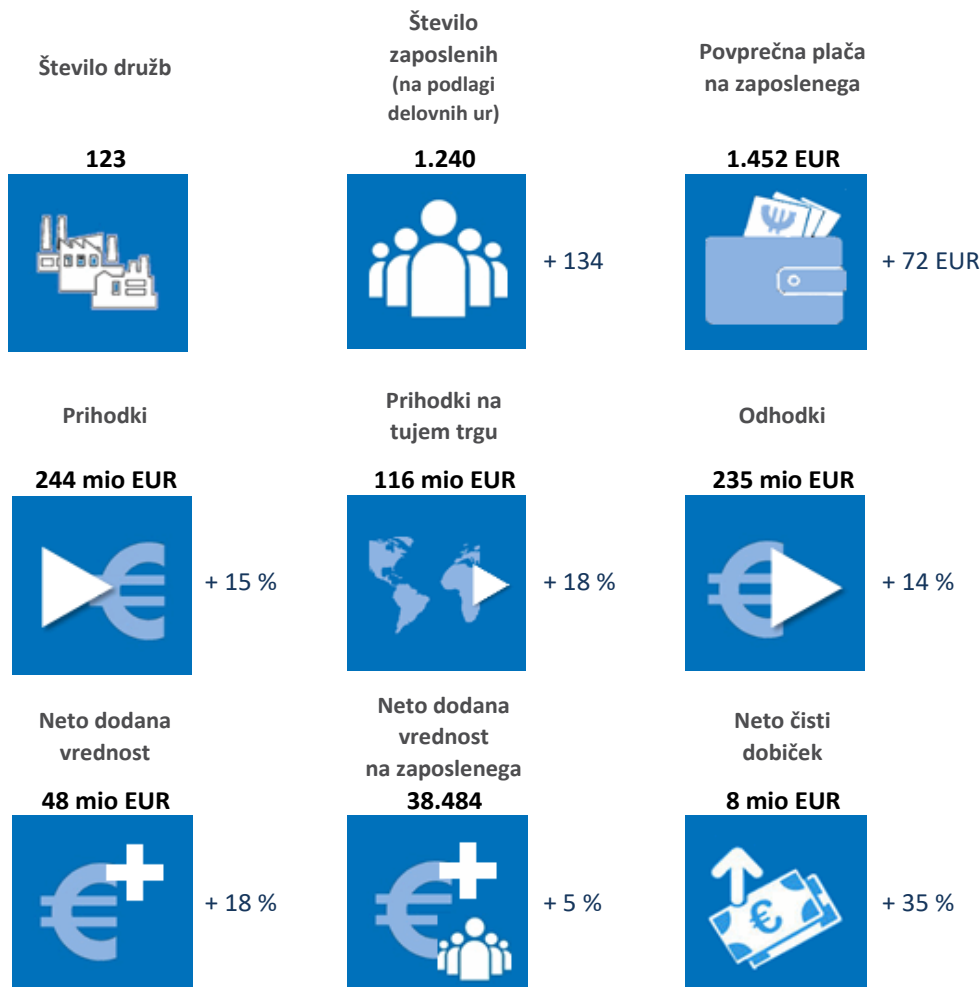 Število družb
123
Število
zaposlenih
(na podlagi
delovnih ur)
1.240
+ 134
Povprečna plača
na zaposlenega
1.452 EUR
+ 72 EUR
Prihodki
244 mio EUR
+ 15 %
Prihodki na
tujem trgu
116 mio EUR
+ 18 %
Odhodki
235 mio EUR
+ 14 %
Neto dodana
vrednost
48 mio EUR
+ 18 %
Neto dodana
vrednost
na zaposlenega
38.484
+ 5 %
Neto čisti
dobiček
8 mio EUR
+ 35 %